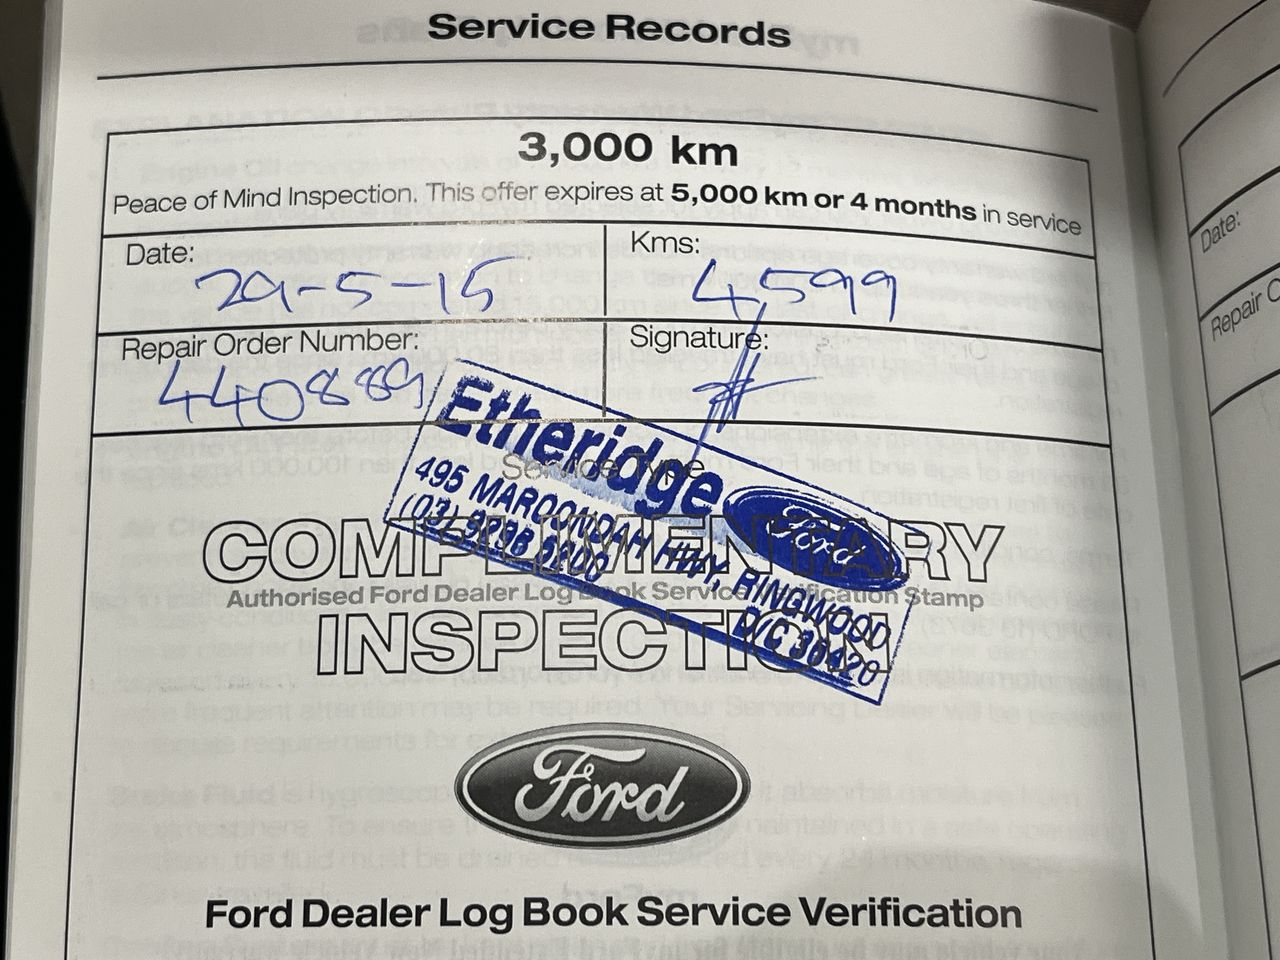 Service Records
3,000 km
Peace of Mind Inspection. This offer expires at 5,000 km or 4 months in service
Date:
29-5-15
Kms:
4599
Repair Order Number:
440889
Signature:
Service Type
Etheridge
Ford
495 MAROONDAH HWY, RINGWOOD
COMPLIMENTARY
Authorised Ford Dealer Log Book Service Verification Stamp
INSPECTION
Ford
Ford Dealer Log Book Service Verification
Date:
Repair O